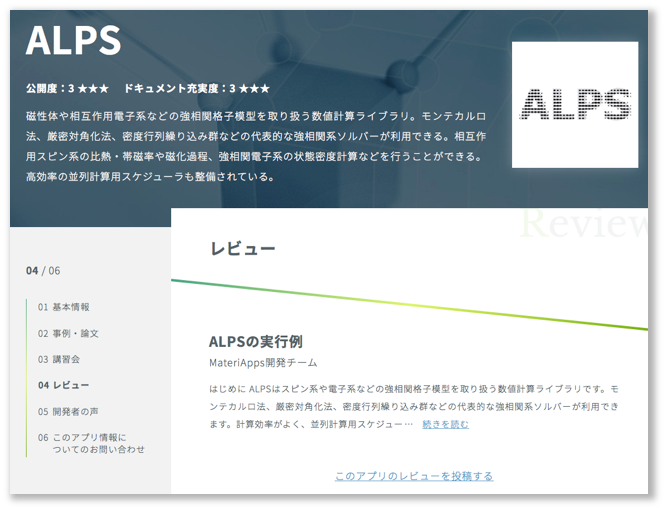 ALPS
公開度：3 ★★★　ドキュメント充実度：3 ★★★
磁性体や相互作用電子系などの強相関格子模型を取り扱う数値計算ライブラリ。モンテカルロ
法、厳密対角化法、密度行列繰り込み群などの代表的な強相関系ソルバーが利用できる。相互作
用スピン系の比熱・帯磁率や磁化過程、強相関電子系の状態密度計算などを行うことができる。
高効率の並列計算用スケジューラも整備されている。
ALPS
Review
04 / 06
01 基本情報
02 事例・論文
03 講習会
04 レビュー
05 開発者の声
06 このアプリ情報に
ついてのお問い合わせ
レビュー
ALPSの実行例
MateriApps開発チーム
はじめに ALPSはスピン系や電子系などの強相関格子模型を取り扱う数値計算ライブラリです。モ
ンテカルロ法、厳密対角化法、密度行列繰り込み群などの代表的な強相関系ソルバーが利用でき
ます。計算効率がよく、並列計算用スケジュー… 続きを読む
このアプリのレビューを投稿する